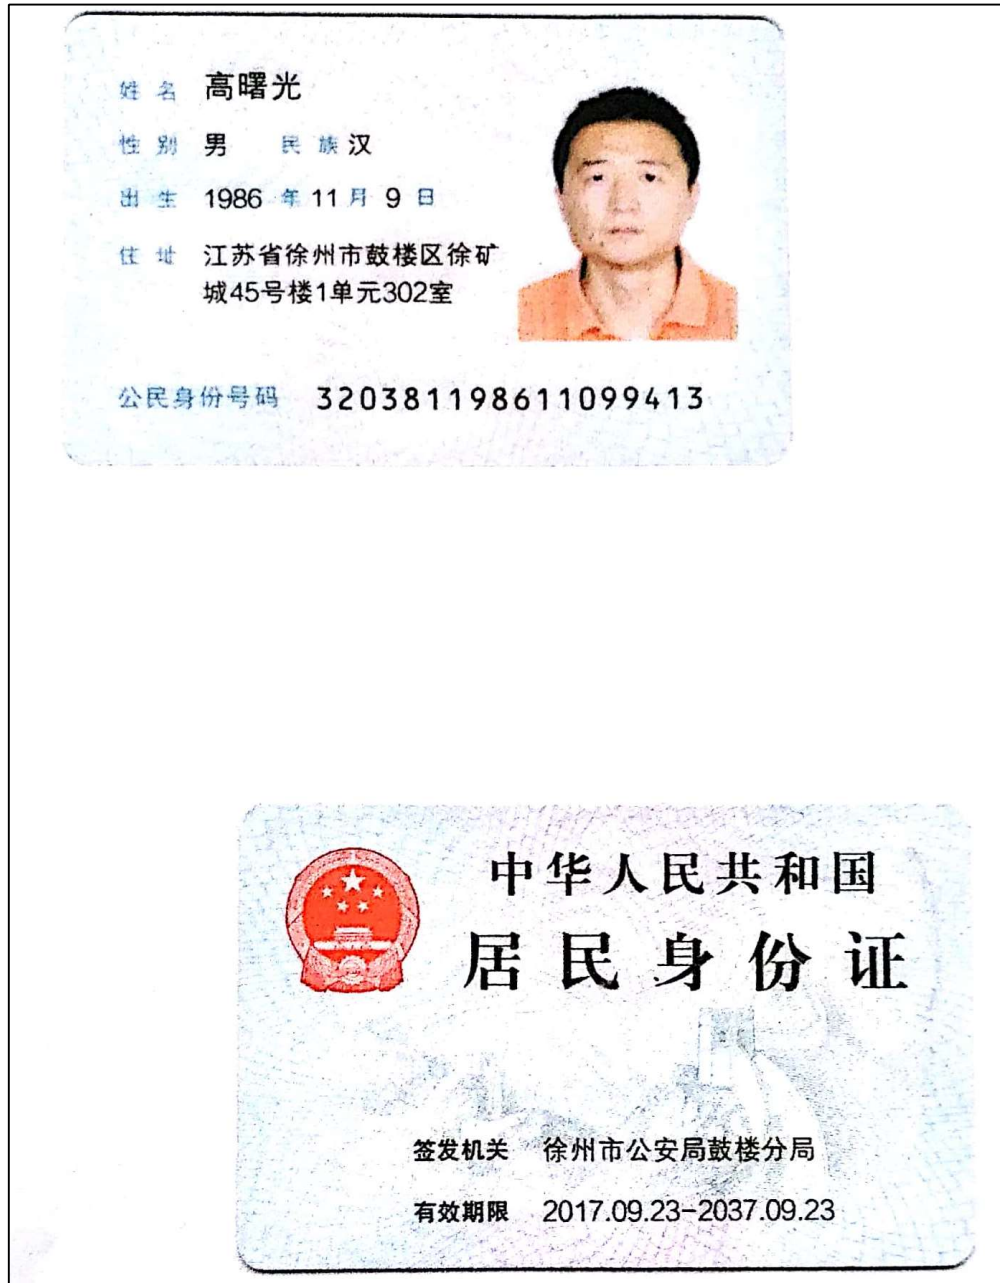 姓名 高曙光
性别 男 民族 汉
出生 1986 年 11 月 9 日
住址 江苏省徐州市鼓楼区徐矿
城45号楼1单元302室
公民身份号码 320381198611099413
中华人民共和国
居民身份证
签发机关 徐州市公安局鼓楼分局
有效期限 2017.09.23-2037.09.23